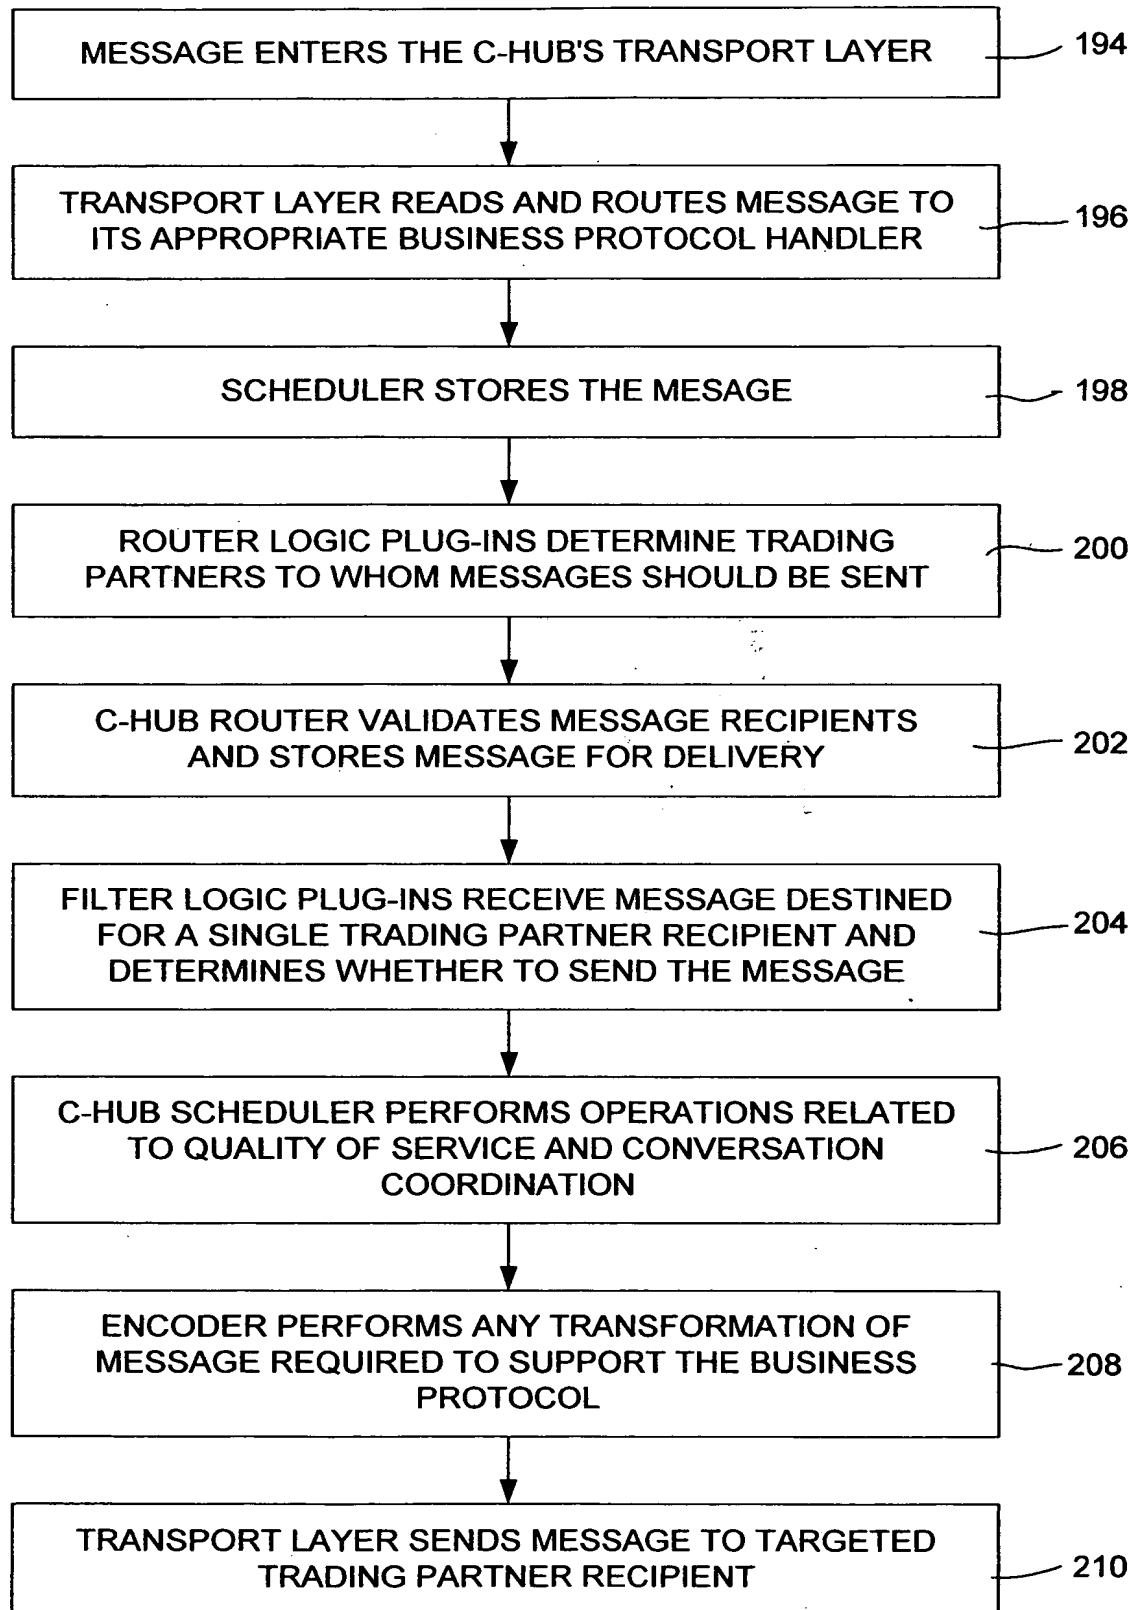 MESSAGE ENTERS THE C-HUB'S TRANSPORT LAYER
194
TRANSPORT LAYER READS AND ROUTES MESSAGE TO
ITS APPROPRIATE BUSINESS PROTOCOL HANDLER
196
SCHEDULER STORES THE MESAGE
198
ROUTER LOGIC PLUG-INS DETERMINE TRADING
PARTNERS TO WHOM MESSAGES SHOULD BE SENT
200
C-HUB ROUTER VALIDATES MESSAGE RECIPIENTS
AND STORES MESSAGE FOR DELIVERY
202
FILTER LOGIC PLUG-INS RECEIVE MESSAGE DESTINED
FOR A SINGLE TRADING PARTNER RECIPIENT AND
DETERMINES WHETHER TO SEND THE MESSAGE
204
C-HUB SCHEDULER PERFORMS OPERATIONS RELATED
TO QUALITY OF SERVICE AND CONVERSATION
COORDINATION
206
ENCODER PERFORMS ANY TRANSFORMATION OF
MESSAGE REQUIRED TO SUPPORT THE BUSINESS
PROTOCOL
208
TRANSPORT LAYER SENDS MESSAGE TO TARGETED
TRADING PARTNER RECIPIENT
210